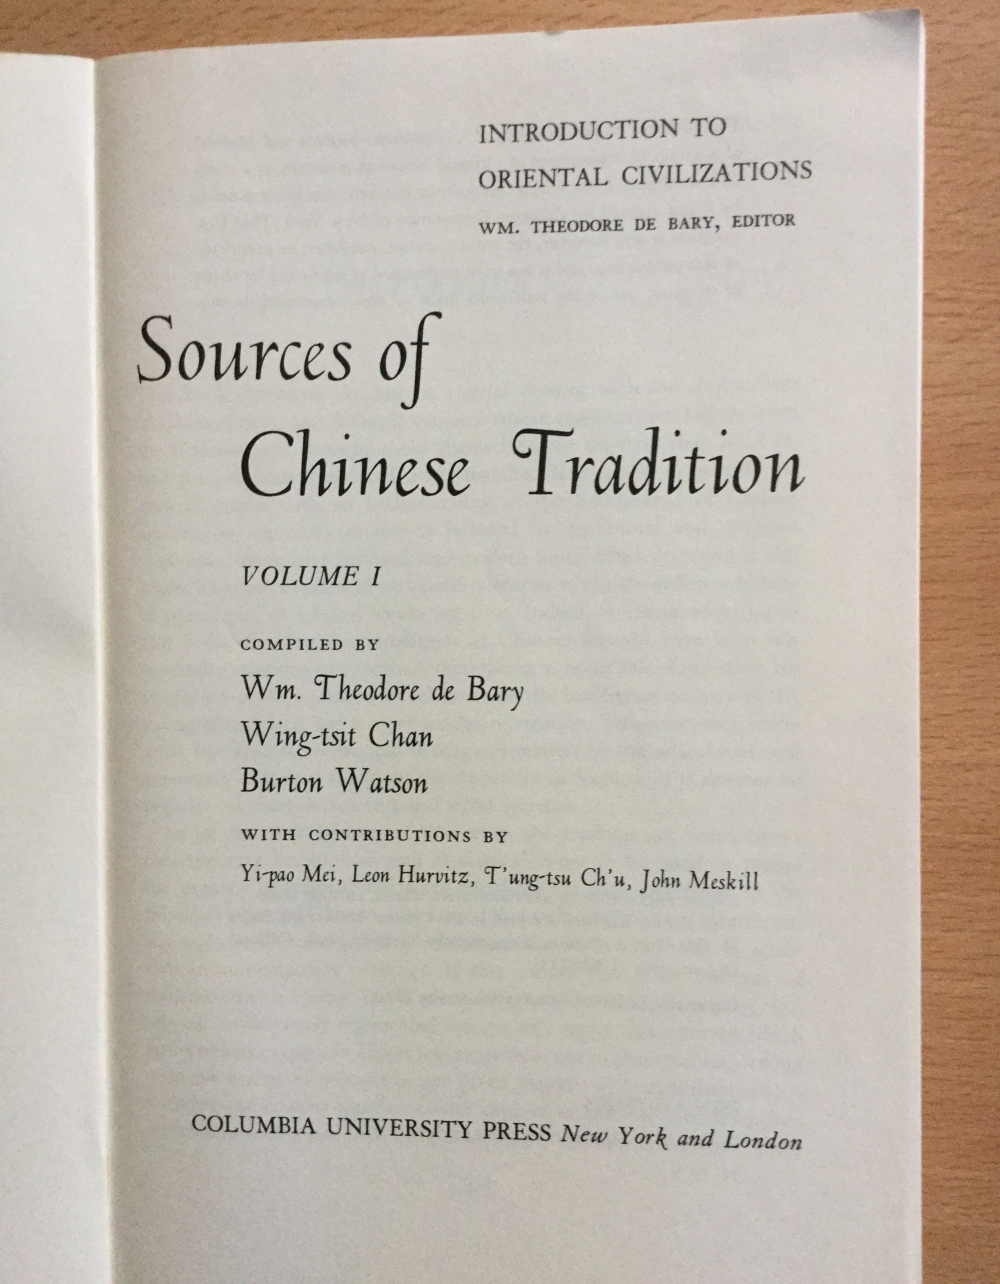 INTRODUCTION TO
ORIENTAL CIVILIZATIONS
WM. THEODORE DE BARY, EDITOR
Sources of
Chinese Tradition
VOLUME I
COMPILED BY
Wm. Theodore de Bary
Wing-tsit Chan
Burton Watson
WITH CONTRIBUTIONS BY
Yi-pao Mei, Leon Hurvitz, T'ung-tsu Ch'u, John Meskill
COLUMBIA UNIVERSITY PRESS New York and London